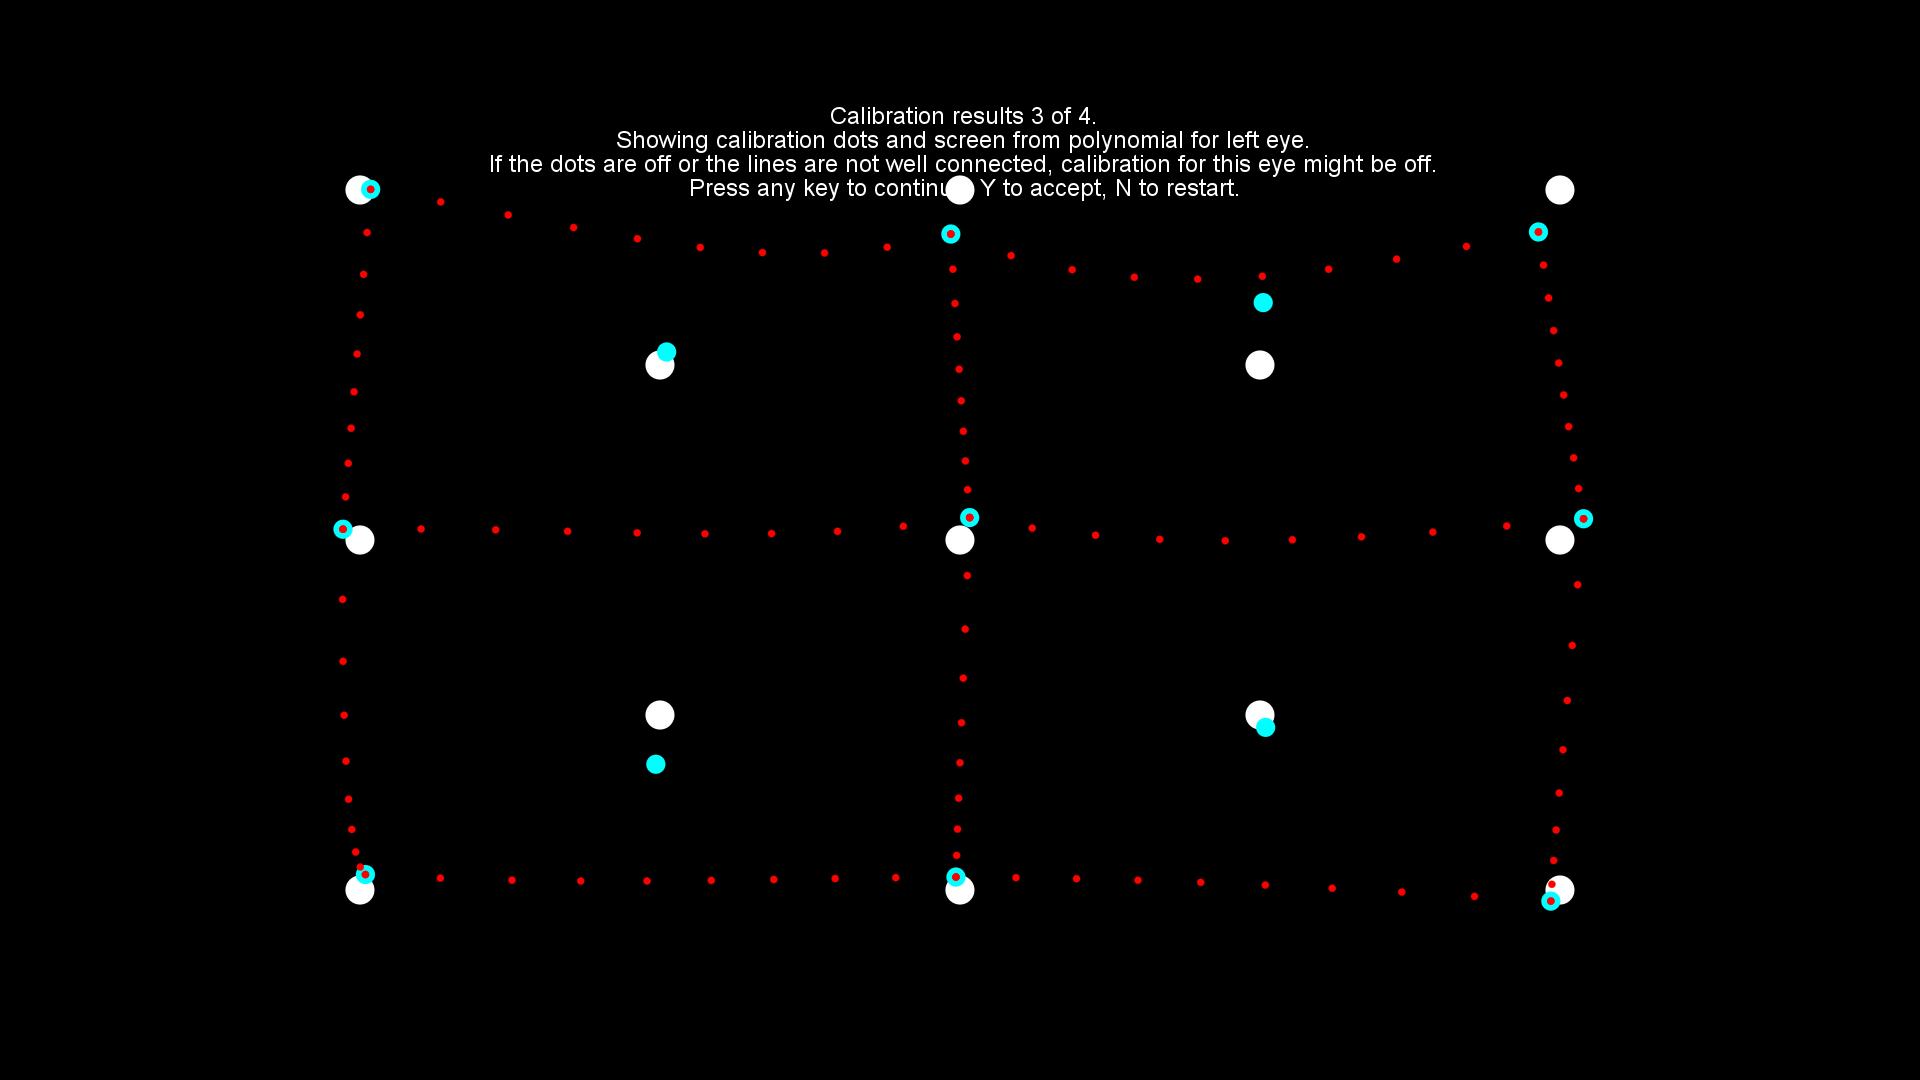 Calibration results 3 of 4.
Showing calibration dots and screen from polynomial for left eye.
If the dots are off or the lines are not well connected, calibration for this eye might be off.
Press any key to continu Y to accept, N to restart.